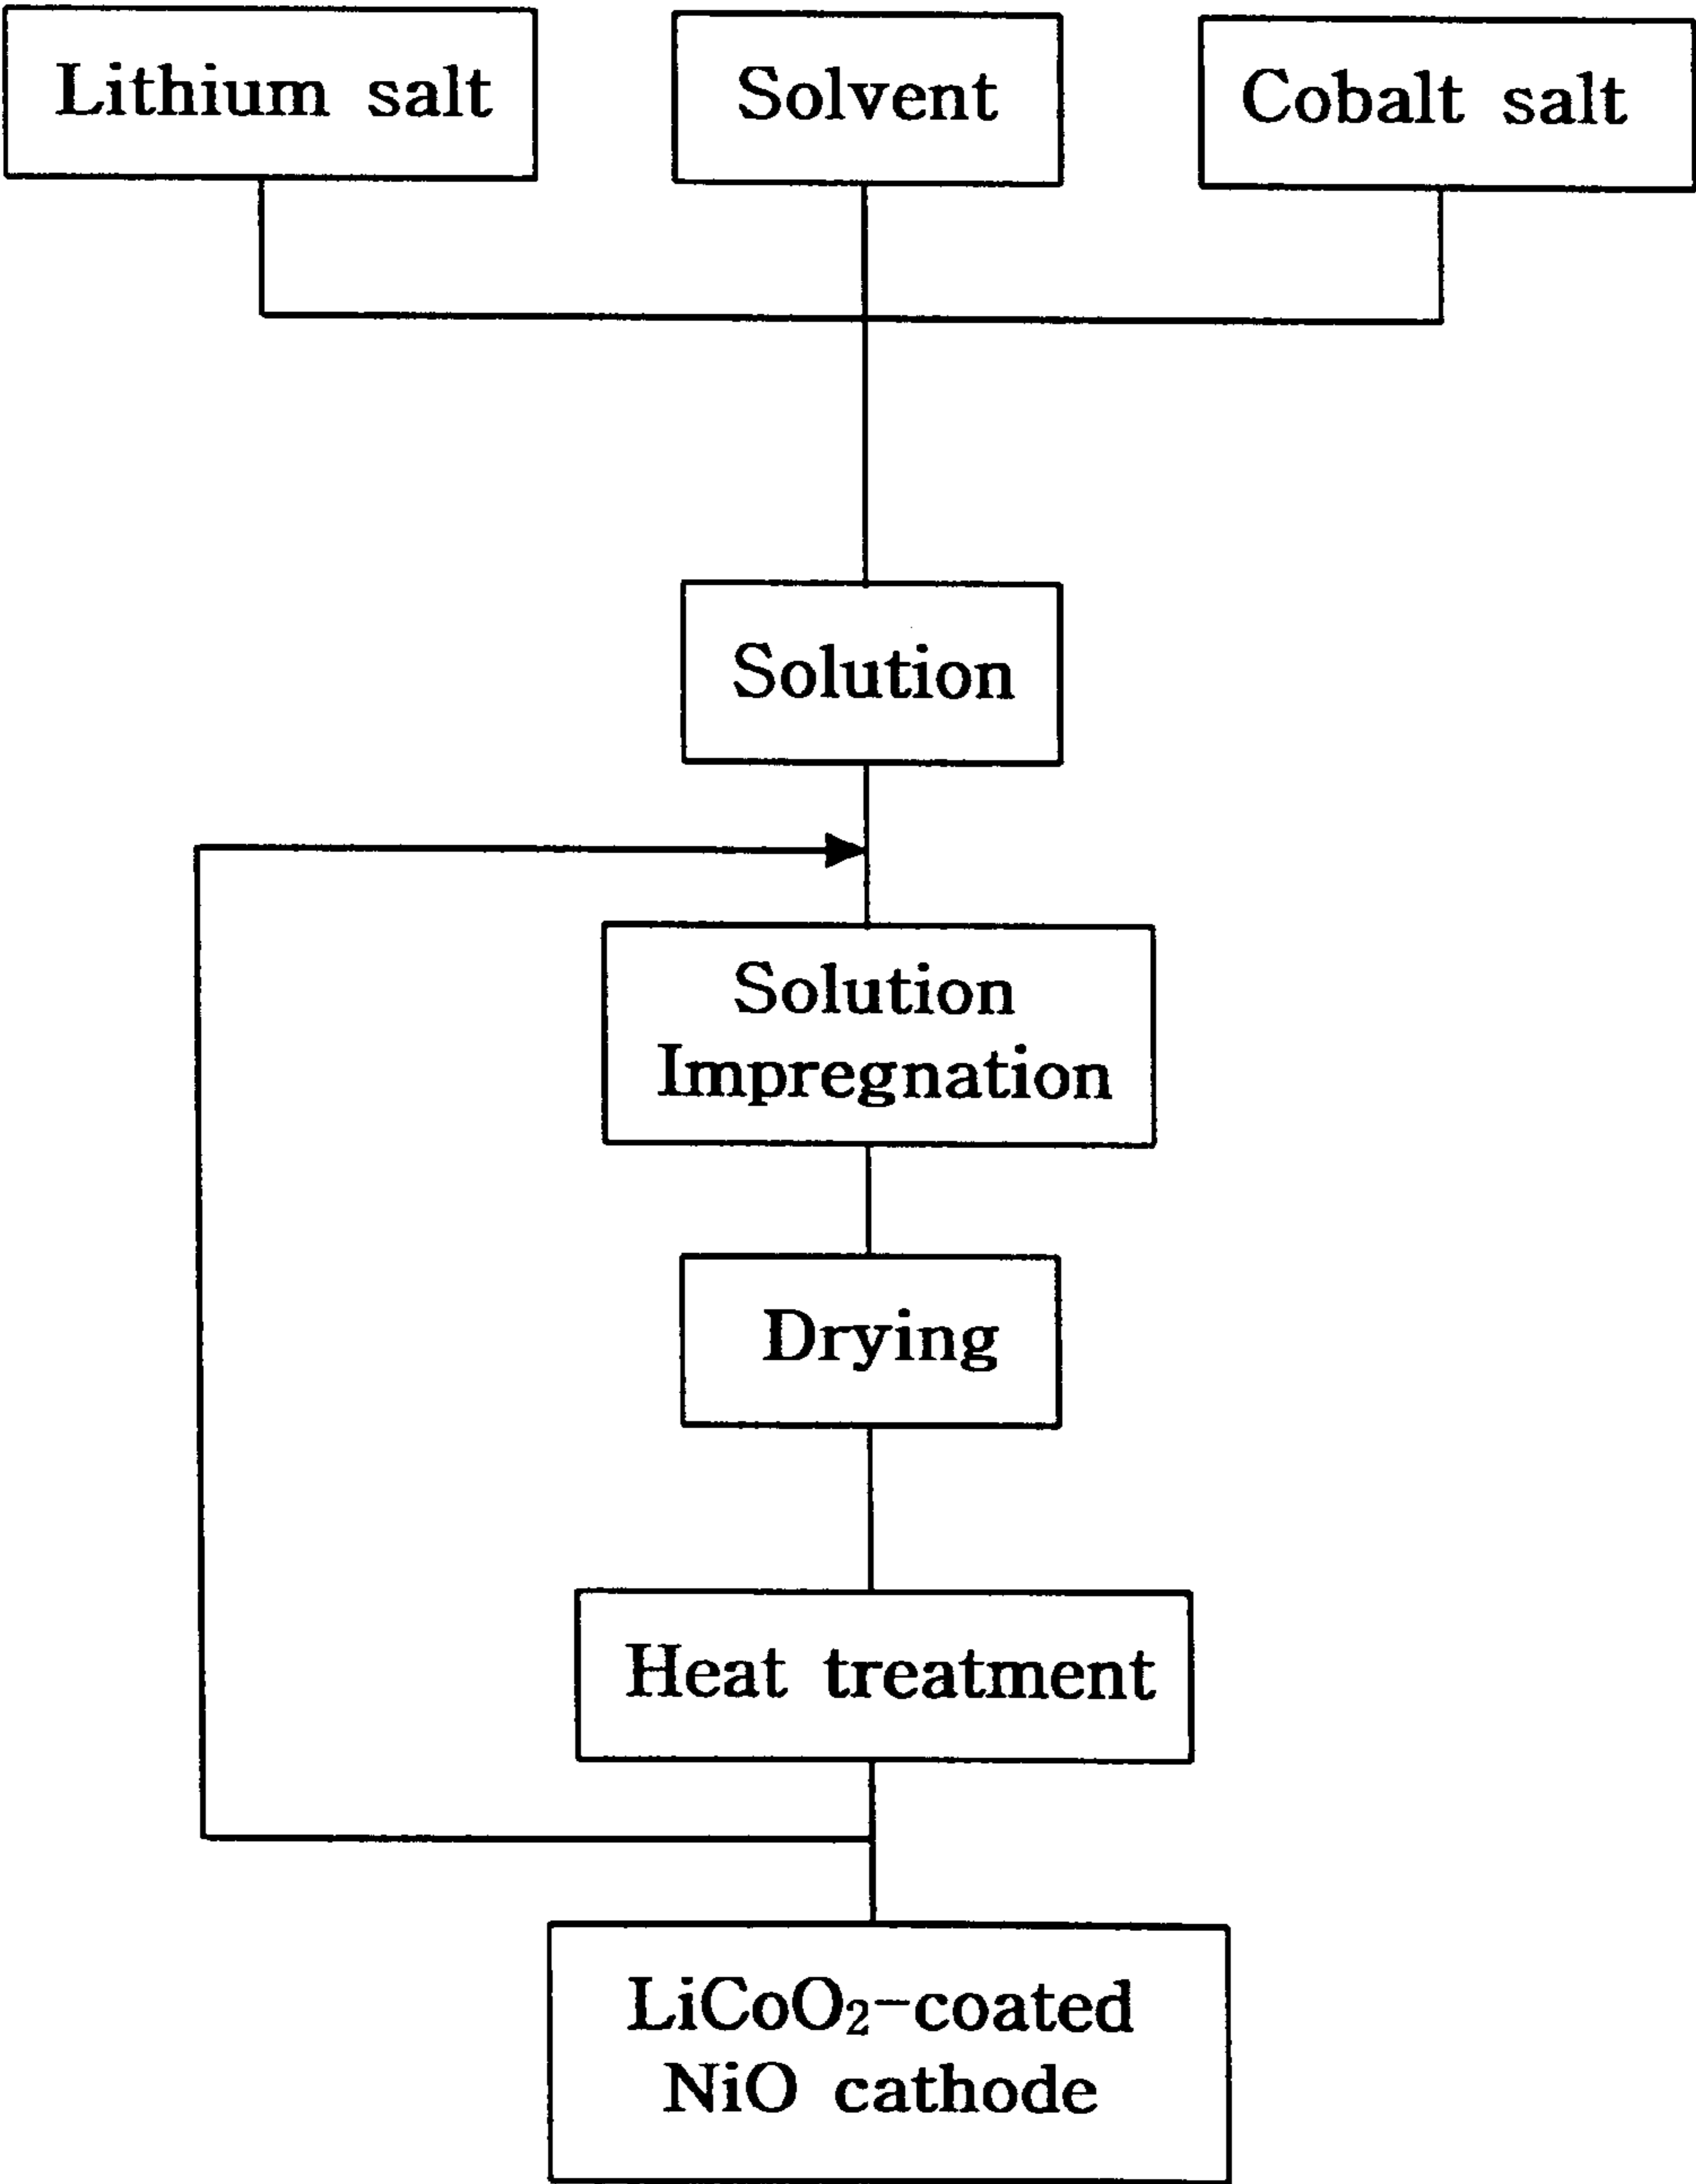 Lithium salt
Solvent
Cobalt salt
Solution
Solution
Impregnation
Drying
Heat treatment
LiCoO₂-coated
NiO cathode